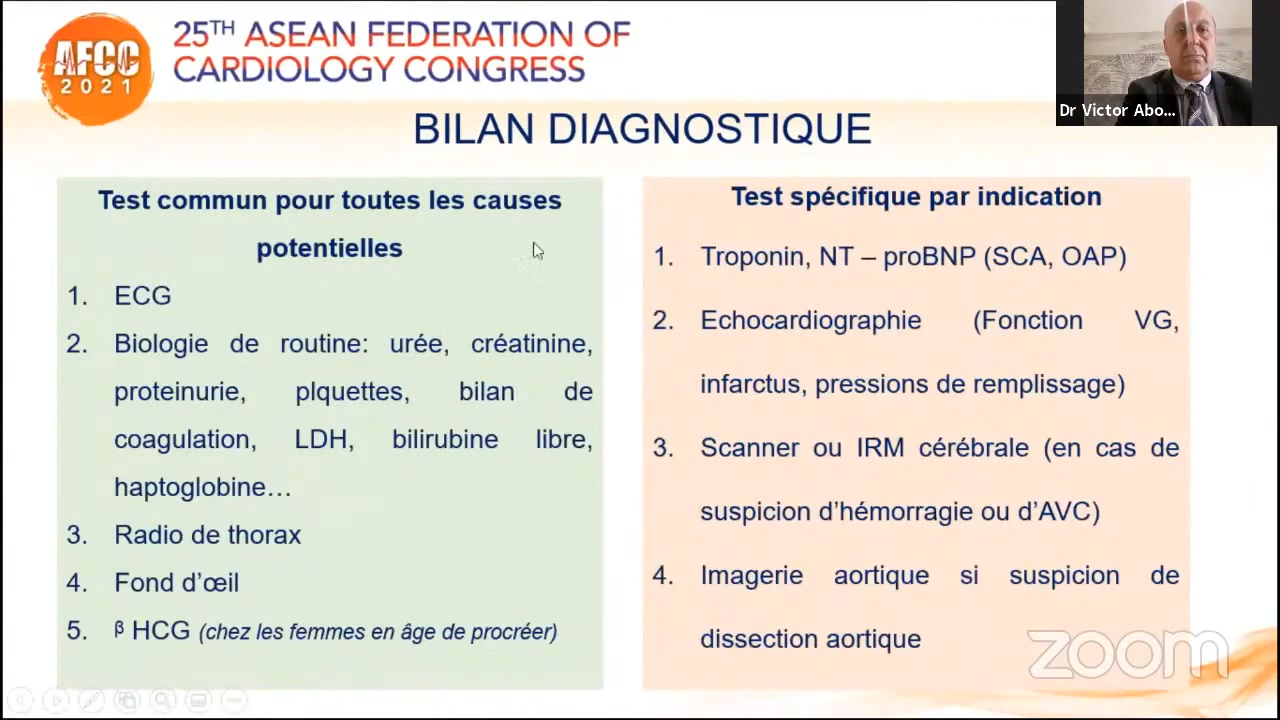 AFCC
2021
25TH ASEAN FEDERATION OF
CARDIOLOGY CONGRESS
Dr Victor Abo...
BILAN DIAGNOSTIQUE
Test commun pour toutes les causes
potentielles
1. ECG
2. Biologie de routine: urée, créatinine,
proteinurie, plquettes, bilan de
coagulation, LDH, bilirubine libre,
haptoglobine…
3. Radio de thorax
4. Fond d’œil
5. β HCG (chez les femmes en âge de procréer)
Test spécifique par indication
1. Troponin, NT – proBNP (SCA, OAP)
2. Echocardiographie (Fonction VG,
infarctus, pressions de remplissage)
3. Scanner ou IRM cérébrale (en cas de
suspicion d’hémorragie ou d’AVC)
4. Imagerie aortique si suspicion de
dissection aortique
zoom